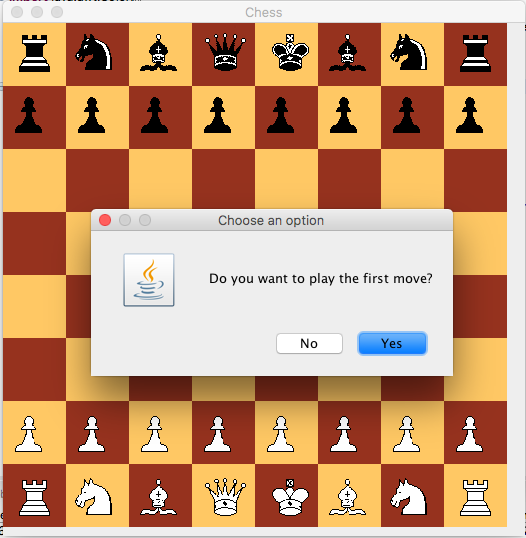 Chess
Choose an option
Do you want to play the first move?
No
Yes